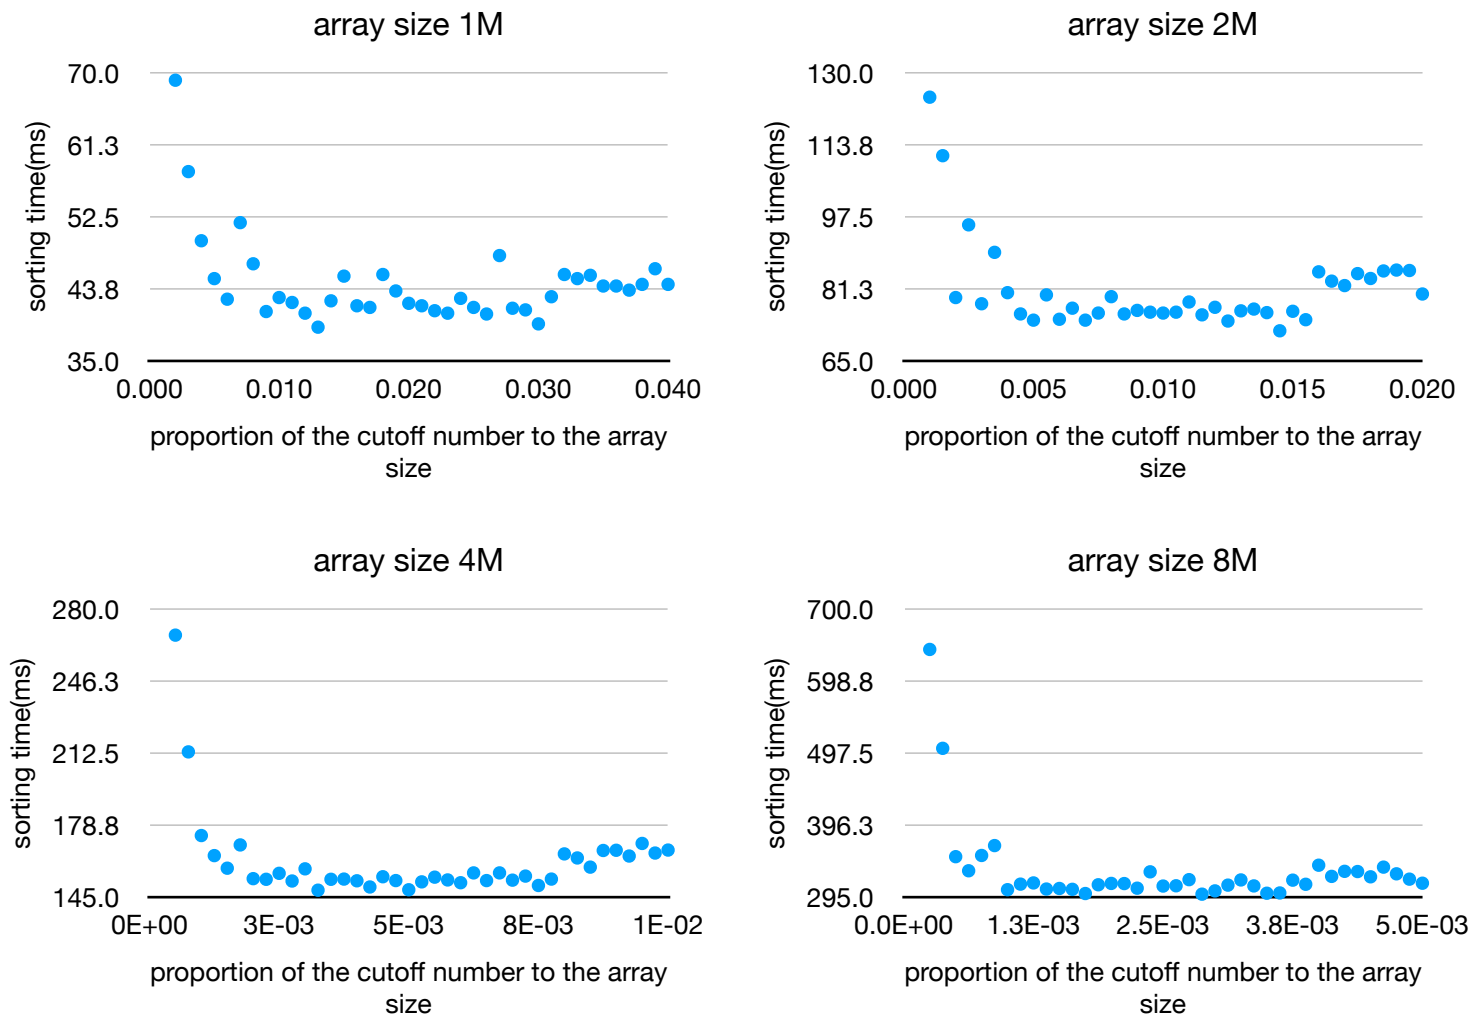 array size 1M
70.0
61.3
52.5
43.8
35.0
sorting time(ms)
0.000 0.010 0.020 0.030 0.040
proportion of the cutoff number to the array
size
array size 2M
130.0
113.8
97.5
81.3
65.0
sorting time(ms)
0.000 0.005 0.010 0.015 0.020
proportion of the cutoff number to the array
size
array size 4M
280.0
246.3
212.5
178.8
145.0
sorting time(ms)
0E+00 3E-03 5E-03 8E-03 1E-02
proportion of the cutoff number to the array
size
array size 8M
700.0
598.8
497.5
396.3
295.0
sorting time(ms)
0.0E+00 1.3E-03 2.5E-03 3.8E-03 5.0E-03
proportion of the cutoff number to the array
size